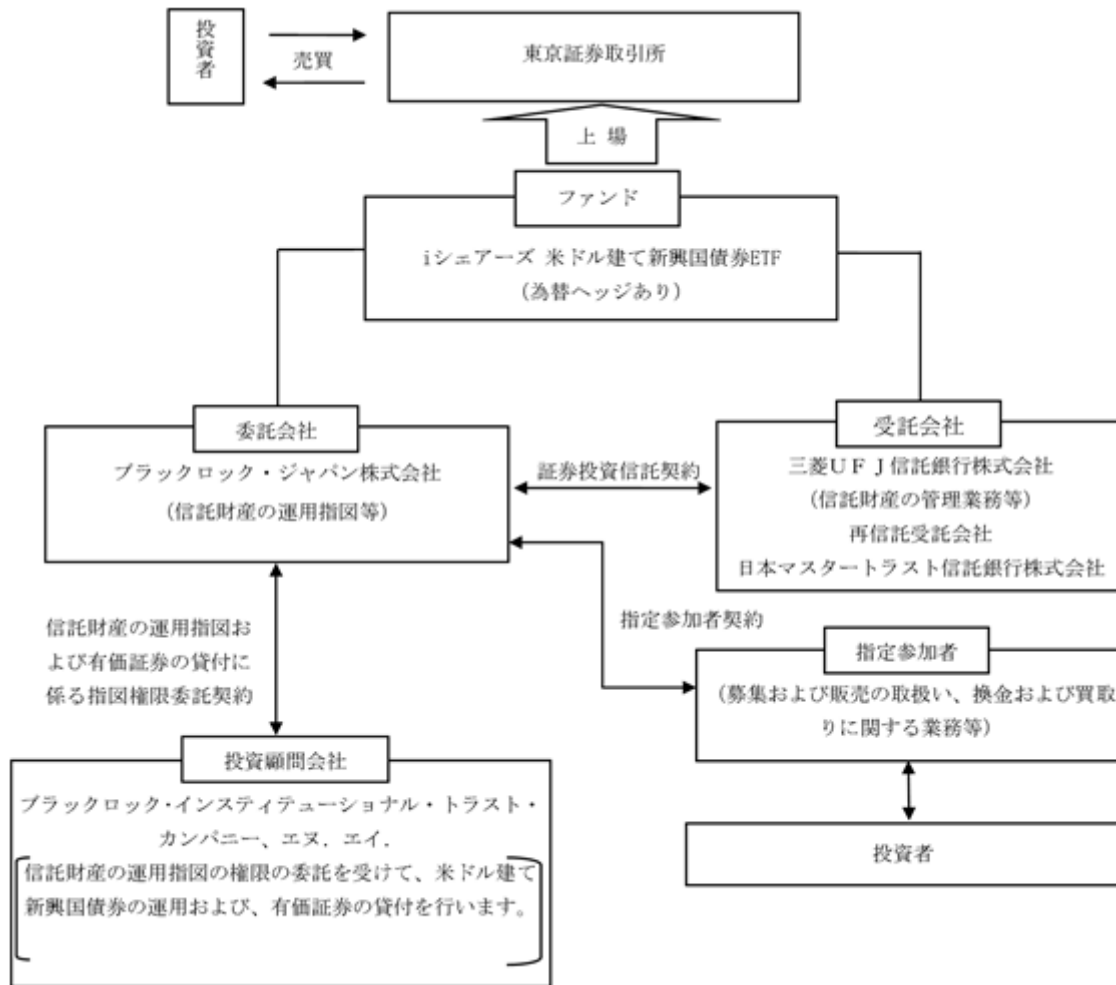 投資者
売買
東京証券取引所
上 場
ファンド
iシェアーズ 米ドル建て新興国債券ETF
（為替ヘッジあり）
委託会社
ブラックロック・ジャパン株式会社
（信託財産の運用指図等）
証券投資信託契約
受託会社
三菱ＵＦＪ信託銀行株式会社
（信託財産の管理業務等）
再信託受託会社
日本マスタートラスト信託銀行株式会社
信託財産の運用指図お
よび有価証券の貸付に
係る指図権限委託契約
指定参加者契約
指定参加者
（募集および販売の取扱い、換金および買取
りに関する業務等）
投資顧問会社
ブラックロック・インスティテューショナル・トラスト・
カンパニー、エヌ．エイ．
信託財産の運用指図の権限の委託を受けて、米ドル建て
新興国債券の運用および、有価証券の貸付を行います。
投資者